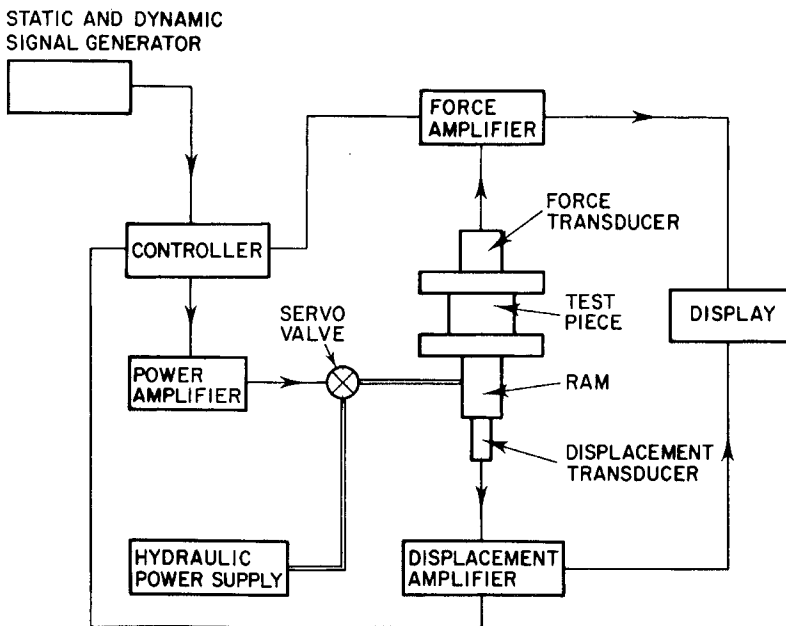 STATIC AND DYNAMIC
SIGNAL GENERATOR
FORCE
AMPLIFIER
FORCE
TRANSDUCER
CONTROLLER
SERVO
VALVE
TEST
PIECE
DISPLAY
POWER
AMPLIFIER
RAM
DISPLACEMENT
TRANSDUCER
HYDRAULIC
POWER SUPPLY
DISPLACEMENT
AMPLIFIER